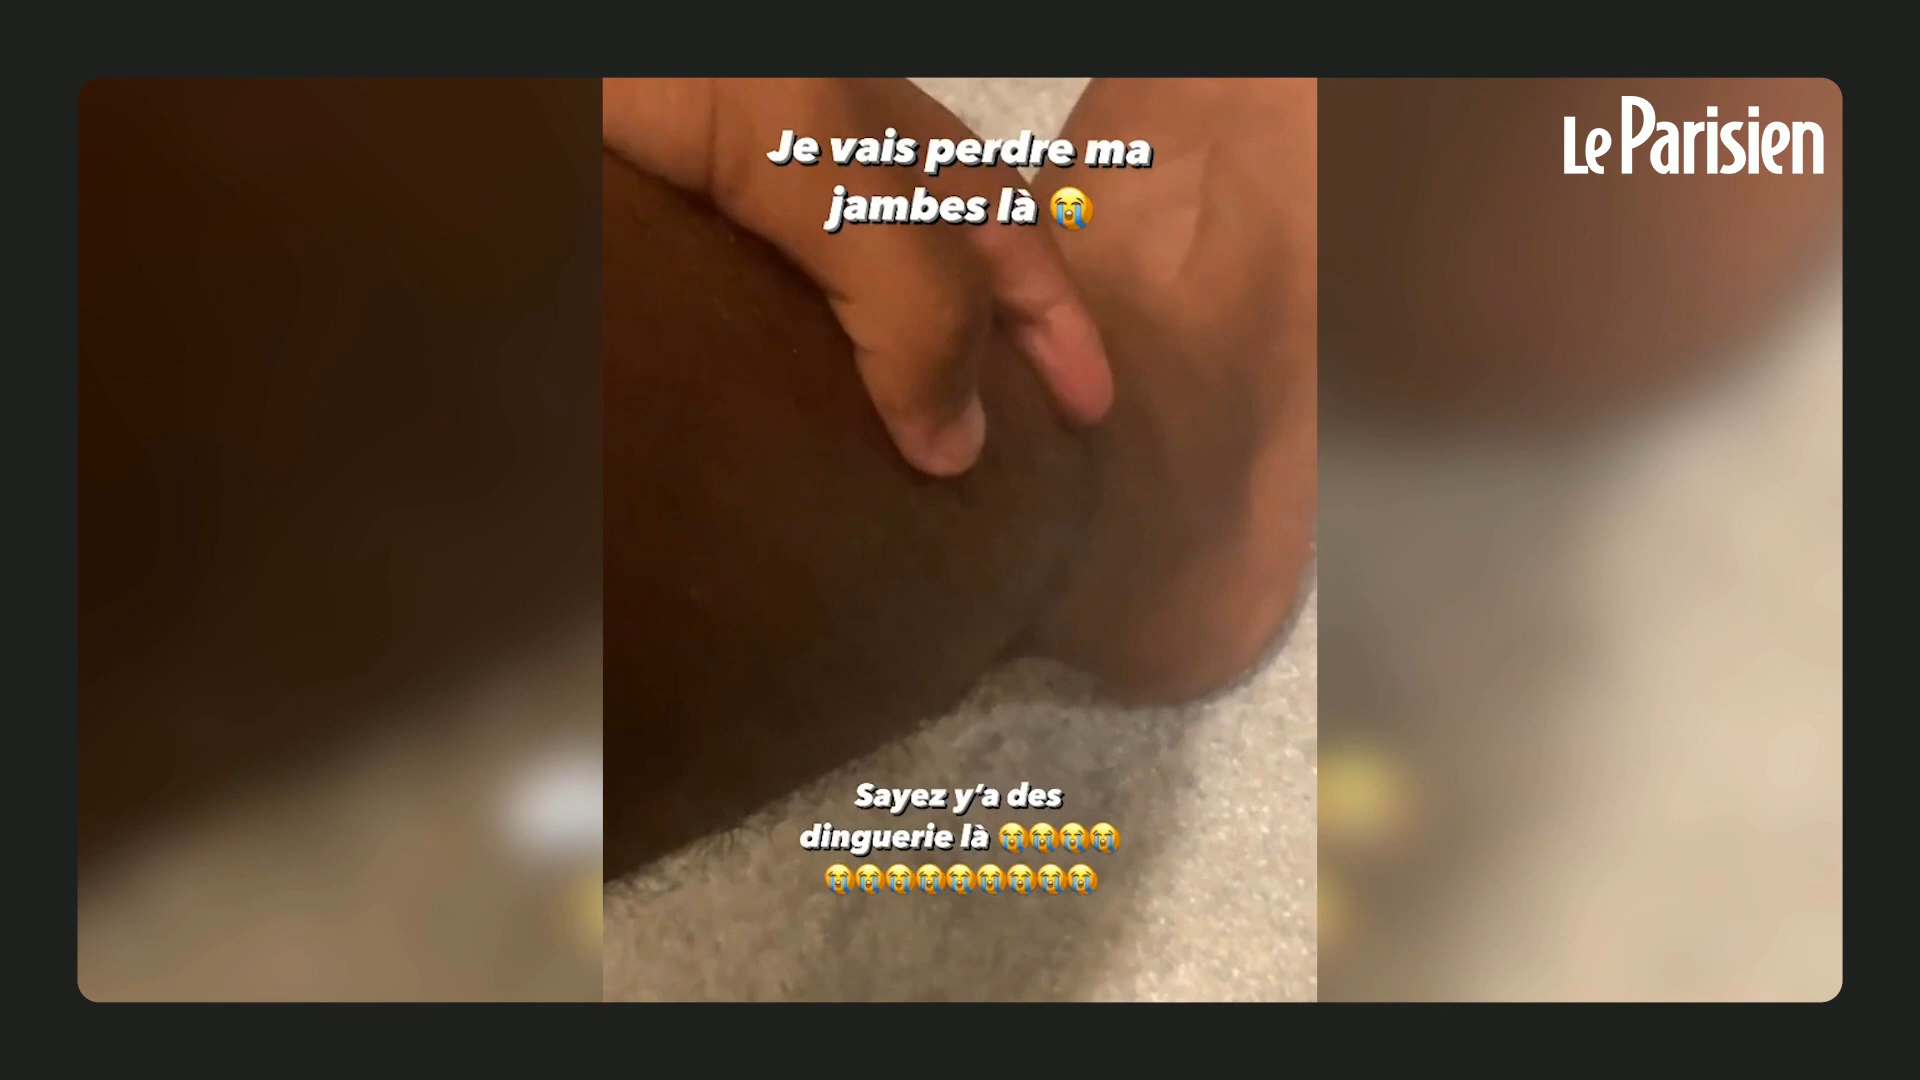 Le Parisien
Je vais perdre ma
jambes là 😭
Sayez y’a des
dinguerie là 😭😭😭😭
😭😭😭😭😭😭😭😭😭